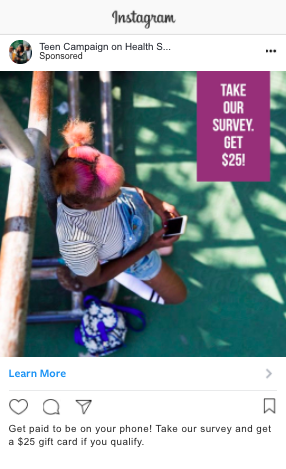 Instagram
Teen Campaign on Health S...
Sponsored
TAKE
OUR
SURVEY.
GET
$25!
Learn More
Get paid to be on your phone! Take our survey and get
a $25 gift card if you qualify.